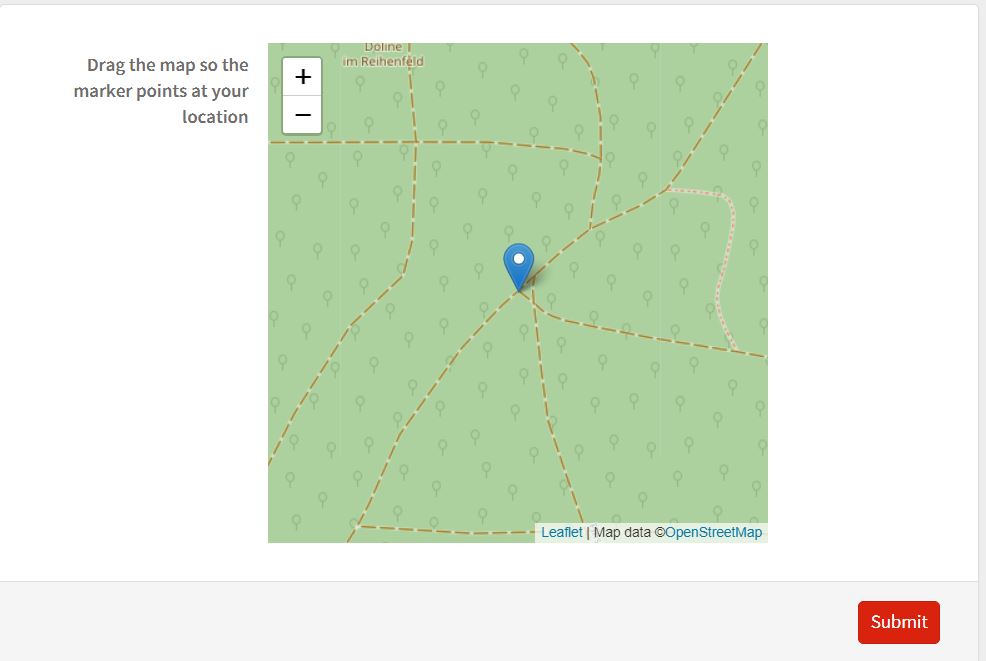 Drag the map so the
marker points at your
location
Doline
im Reihenfeld
+
−
Leaflet | Map data ©OpenStreetMap
Submit